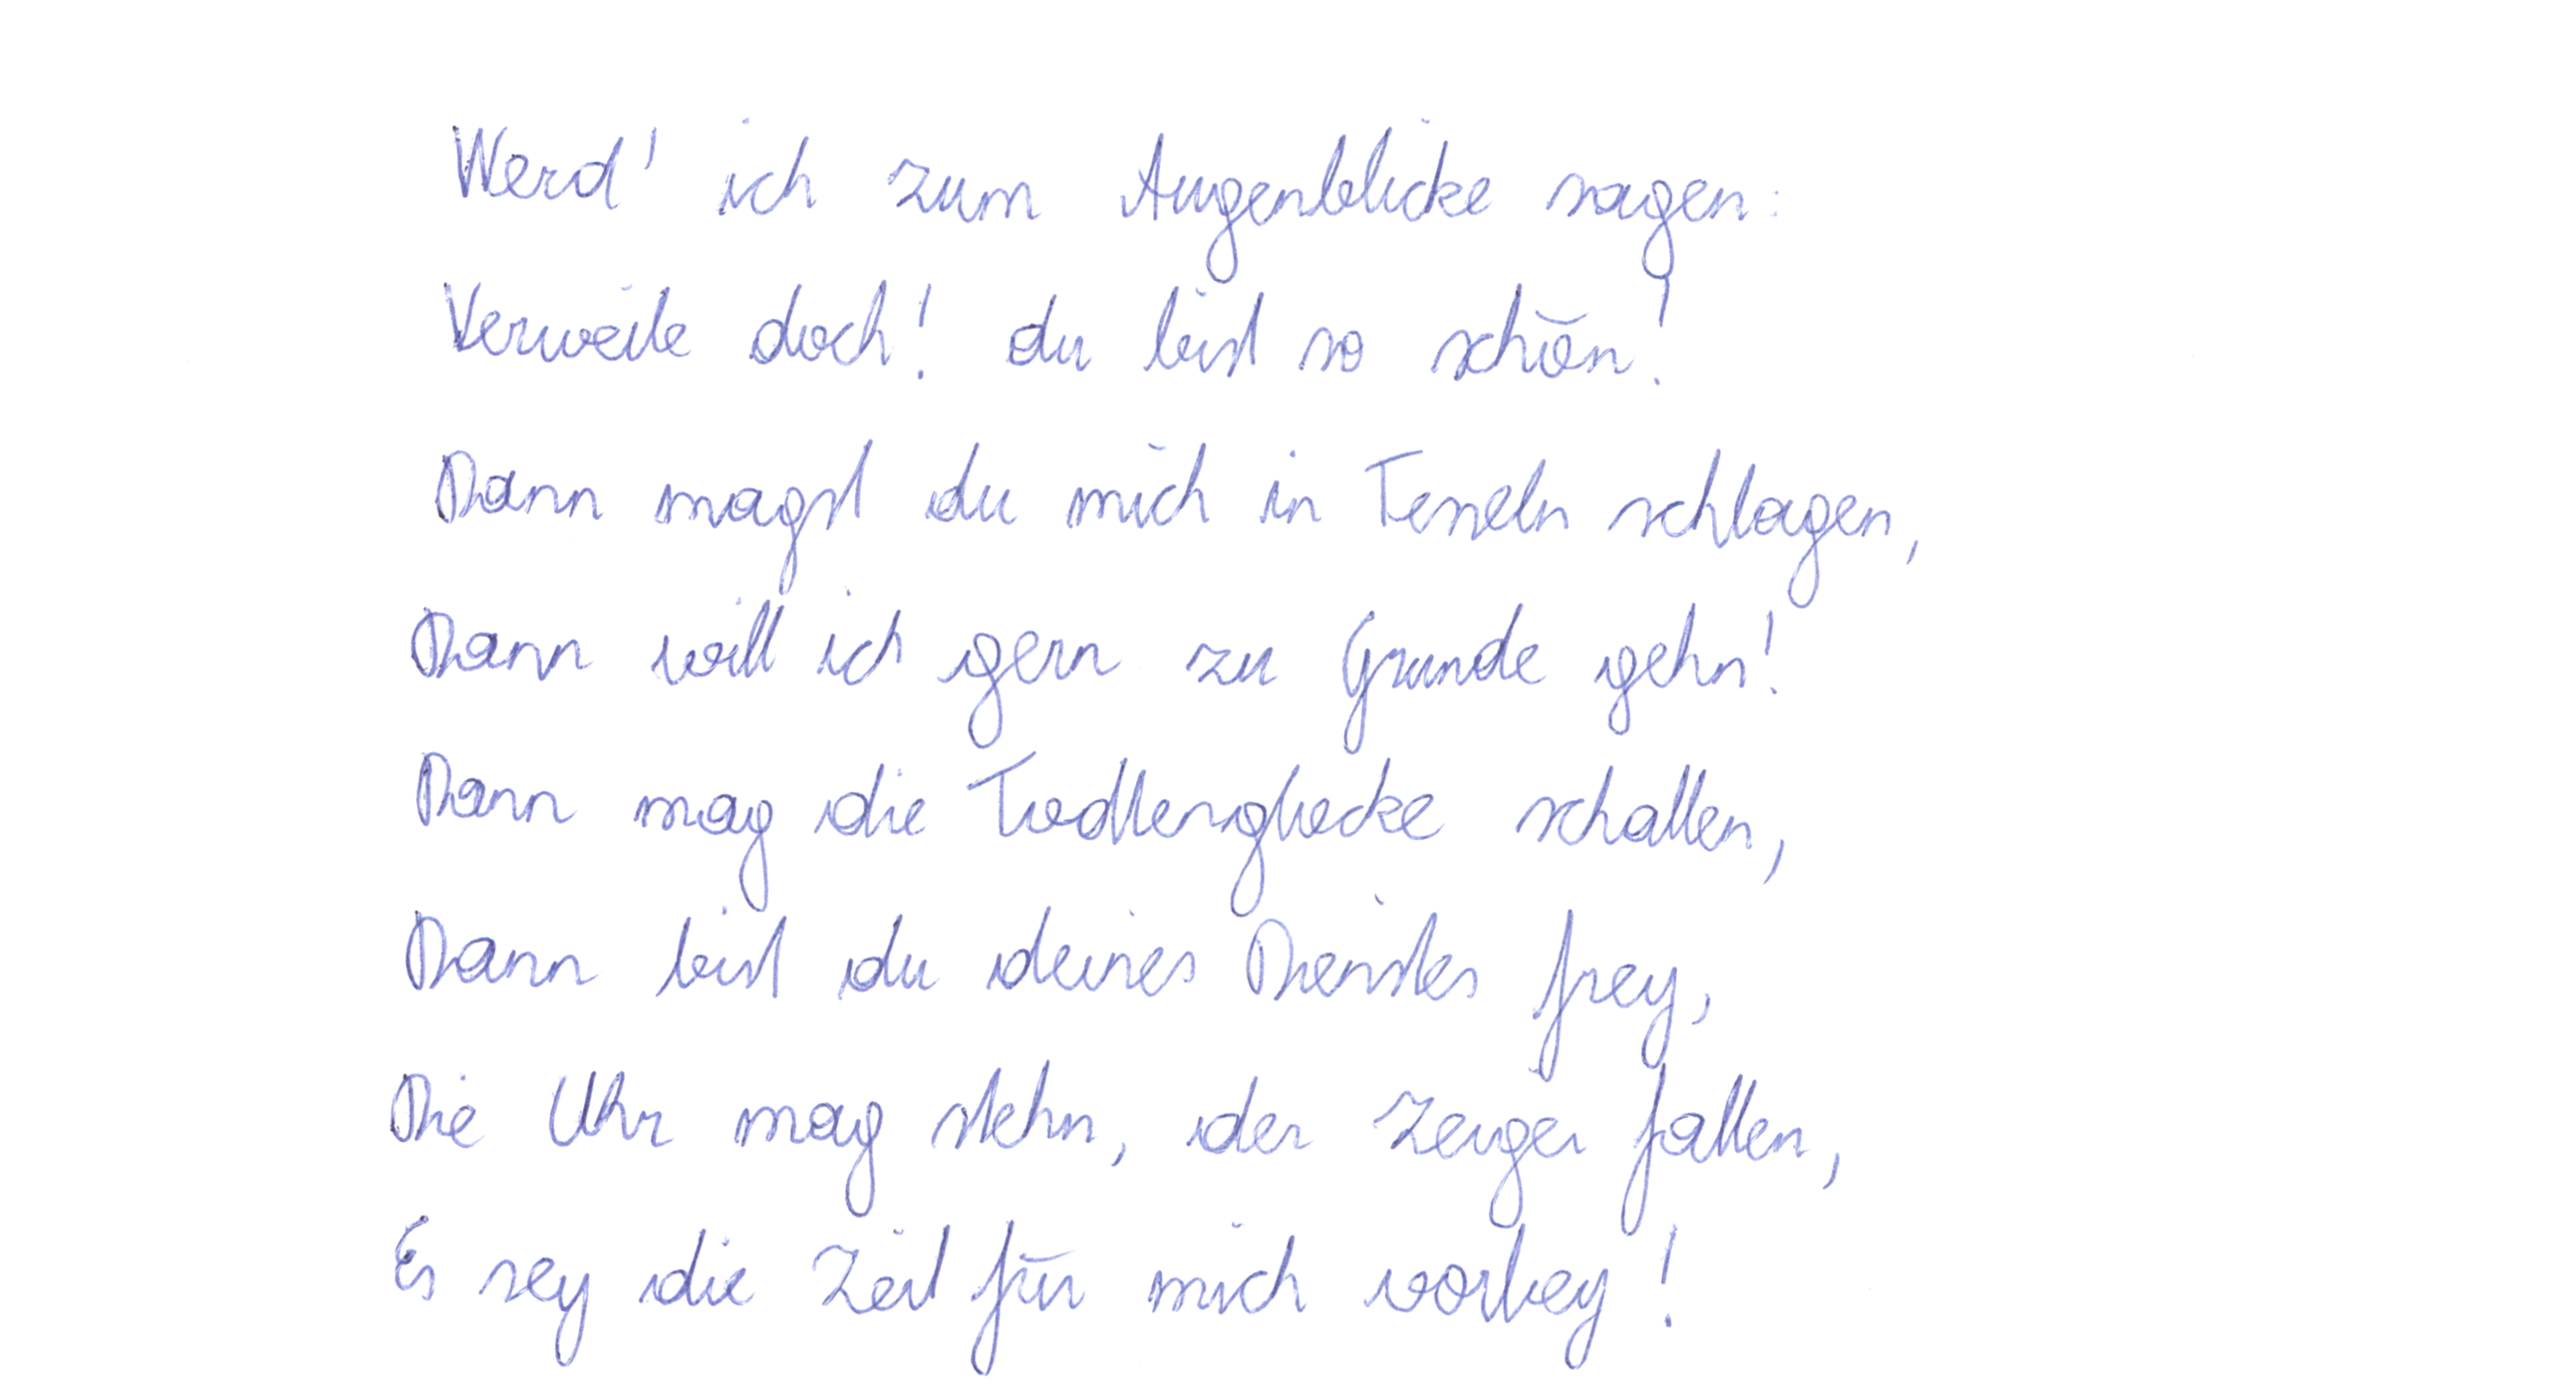 Werd' ich zum Augenblicke sagen:
Verweile doch! du bist so schön!
Dann magst du mich in Fesseln schlagen,
Dann will ich gern zu Grunde gehn!
Dann mag die Todtenglocke schallen,
Dann bist du deines Dienstes frey,
Die Uhr mag stehn, der Zeiger fallen,
Es sey die Zeit für mich vorbey!